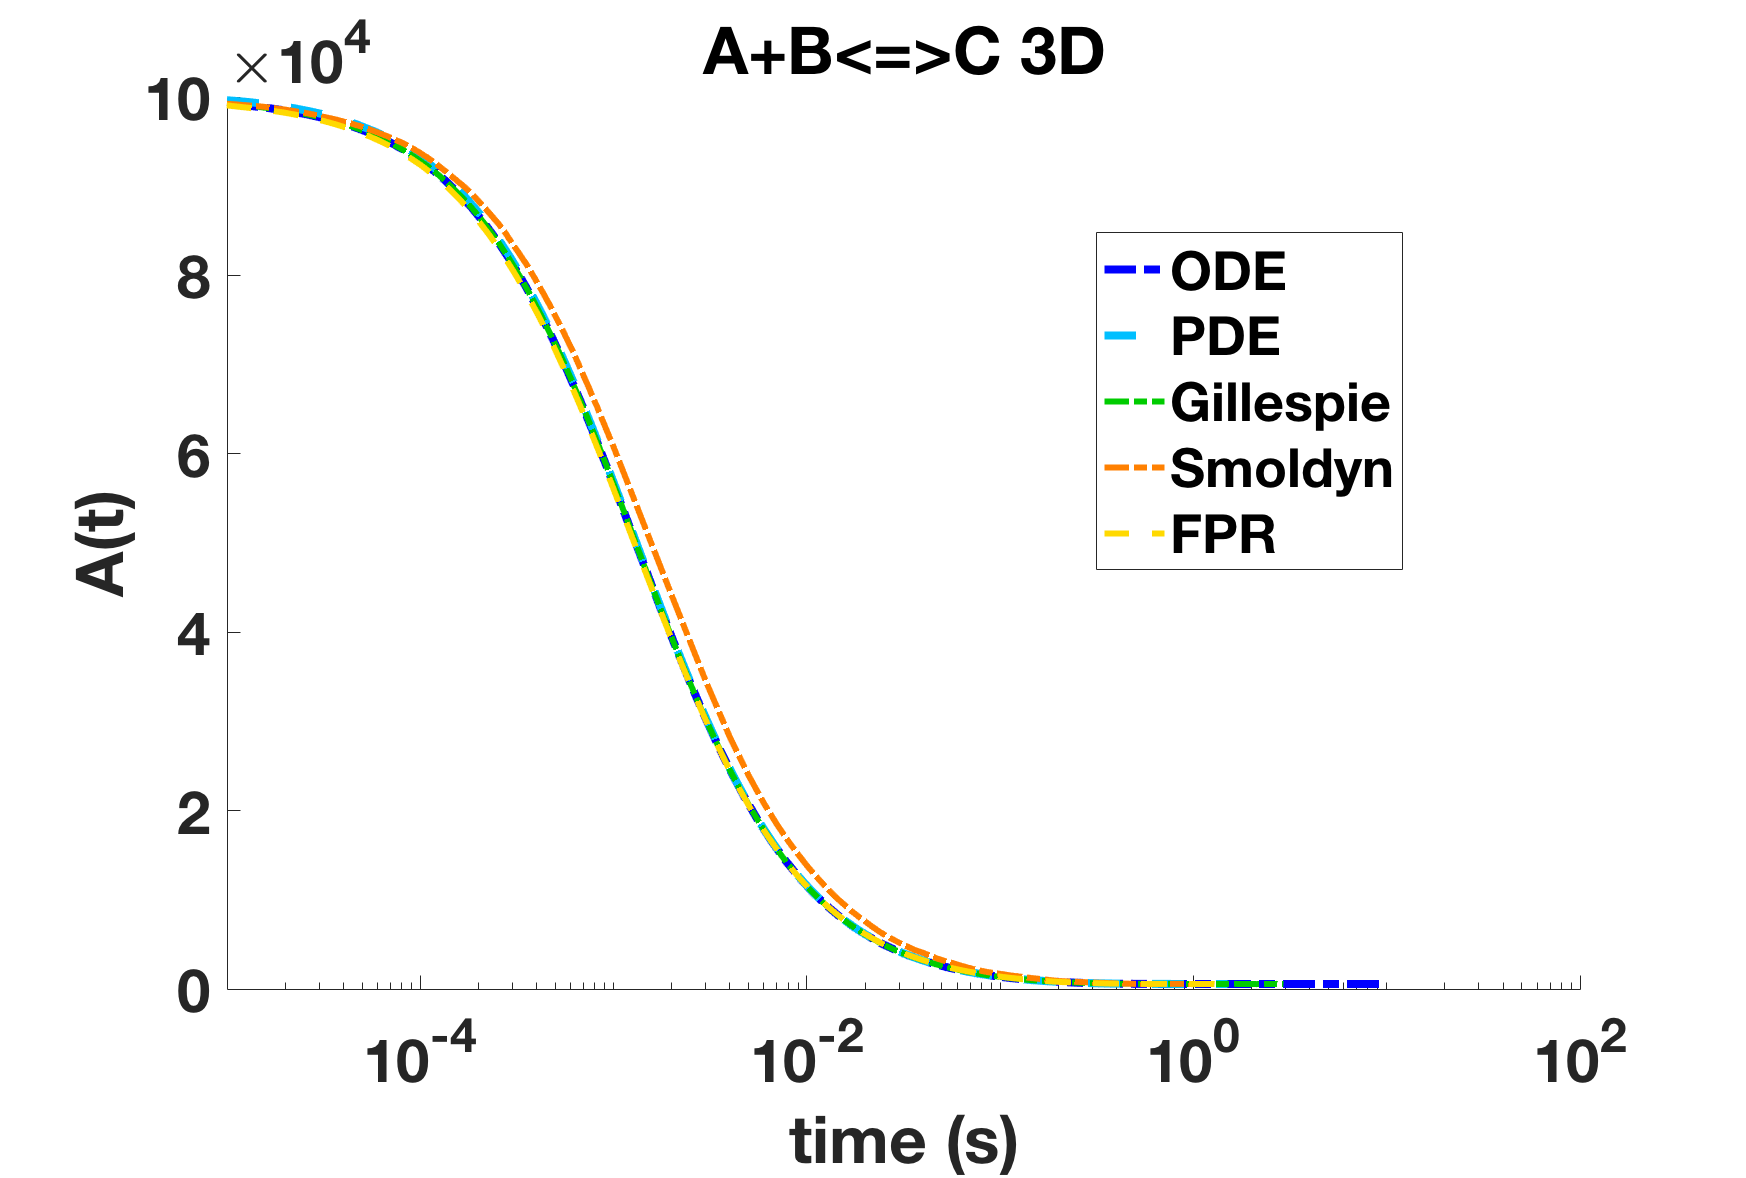 A+B<=>C 3D
×10^4
10
8
6
4
2
0
A(t)
ODE
PDE
Gillespie
Smoldyn
FPR
10^-4 10^-2 10^0 10^2
time (s)